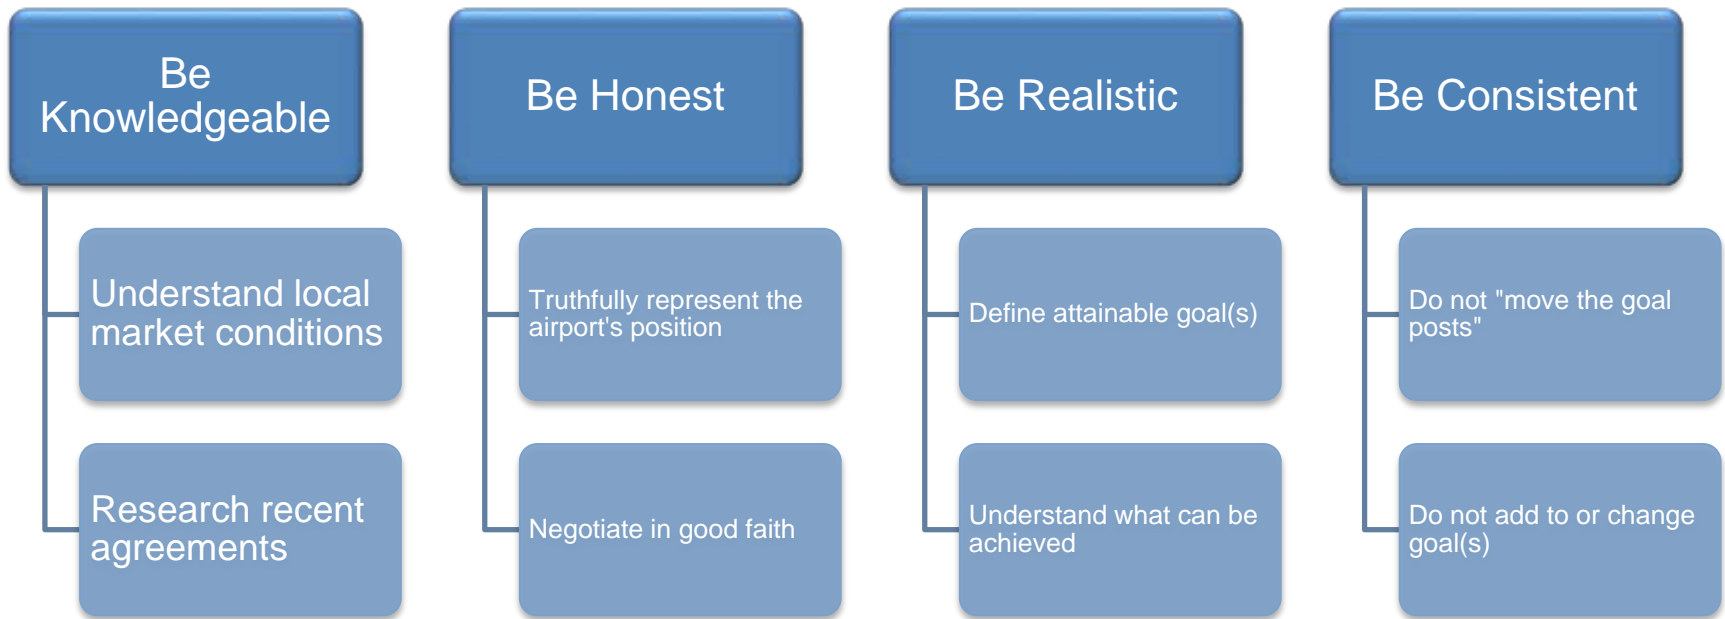 Be
Knowledgeable
Understand local
market conditions
Research recent
agreements
Be Honest
Truthfully represent the
airport's position
Negotiate in good faith
Be Realistic
Define attainable goal(s)
Understand what can be
achieved
Be Consistent
Do not "move the goal
posts"
Do not add to or change
goal(s)